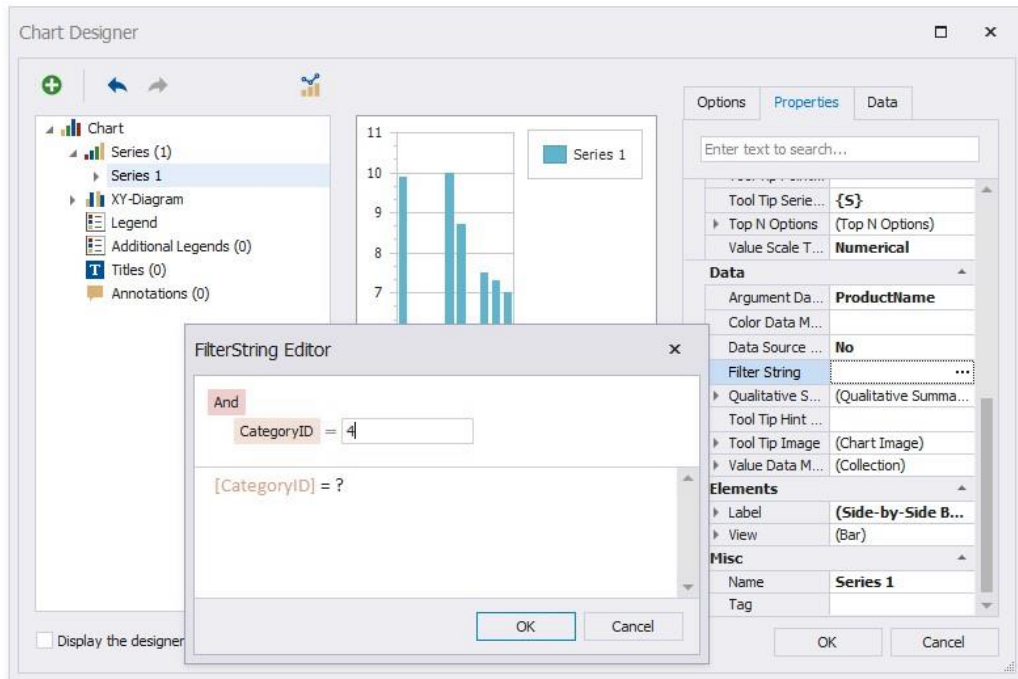 Chart Designer
Options Properties Data
Chart
Series (1)
Series 1
XY-Diagram
Legend
Additional Legends (0)
T Titles (0)
Annotations (0)
11
10
9
8
7
Series 1
Enter text to search...
Tool Tip Serie... {S}
Top N Options (Top N Options)
Value Scale T... Numerical
Data
Argument Da... ProductName
Color Data M...
Data Source ... No
Filter String ...
Qualitative S... (Qualitative Summa...
Tool Tip Hint ...
Tool Tip Image (Chart Image)
Value Data M... (Collection)
Elements
Label (Side-by-Side B...
View (Bar)
Misc
Name Series 1
Tag
FilterString Editor
And
CategoryID = 4
[CategoryID] = ?
OK Cancel
Display the designer
OK Cancel